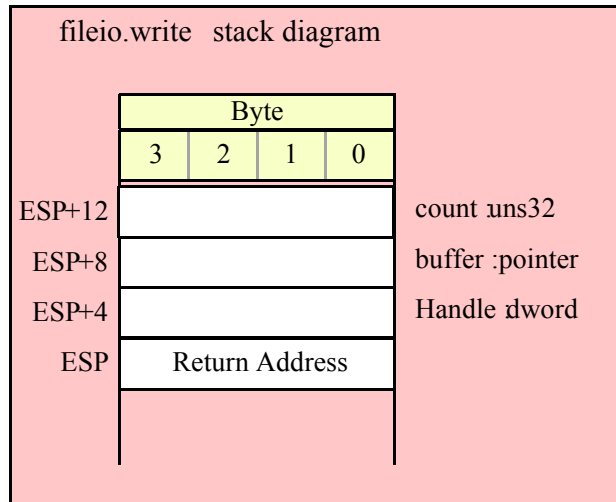 fileio.write stack diagram
Byte
3 2 1 0
ESP+12 count :uns32
ESP+8 buffer :pointer
ESP+4 Handle :dword
ESP Return Address